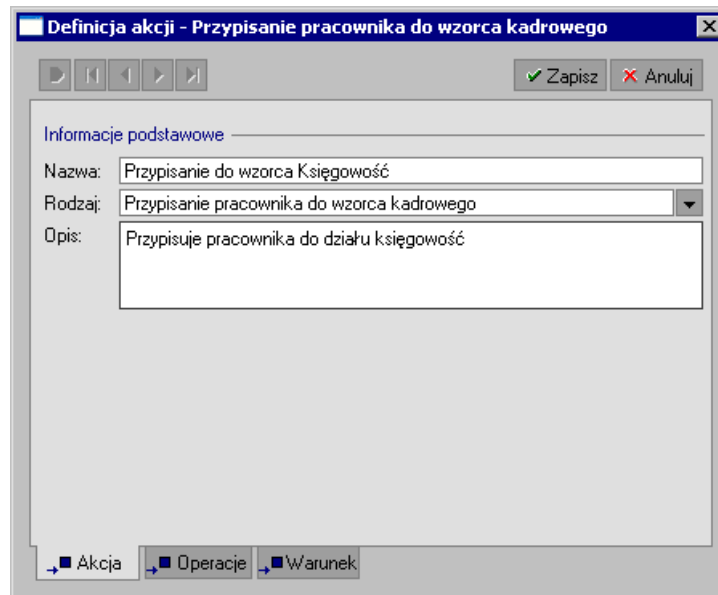 Definicja akcji - Przypisanie pracownika do wzorca kadrowego
Zapisz Anuluj
Informacje podstawowe
Nazwa: Przypisanie do wzorca Księgowość
Rodzaj: Przypisanie pracownika do wzorca kadrowego
Opis: Przypisuje pracownika do działu księgowość
Akcja Operacje Warunek